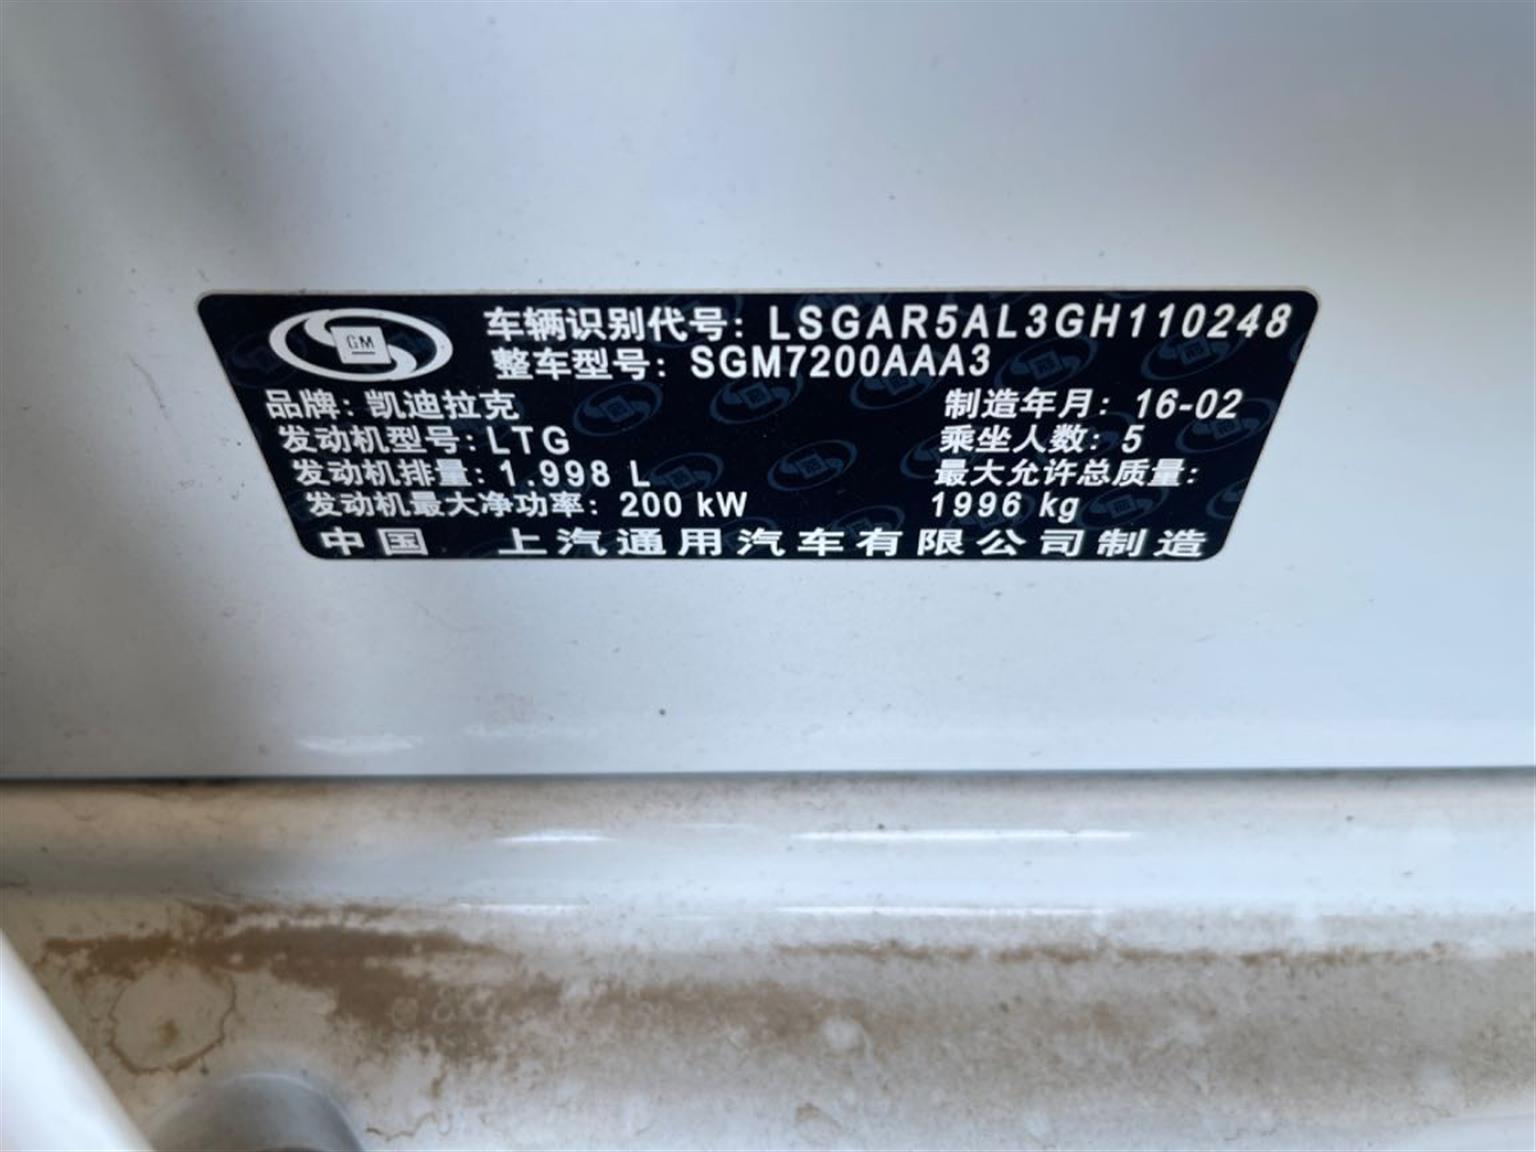 GM
车辆识别代号: LSGAR5AL3GH110248
整车型号: SGM7200AAA3
品牌: 凯迪拉克 制造年月: 16-02
发动机型号: LTG 乘坐人数: 5
发动机排量: 1.998 L 最大允许总质量:
发动机最大净功率: 200 kW 1996 kg
中国 上汽通用汽车有限公司制造